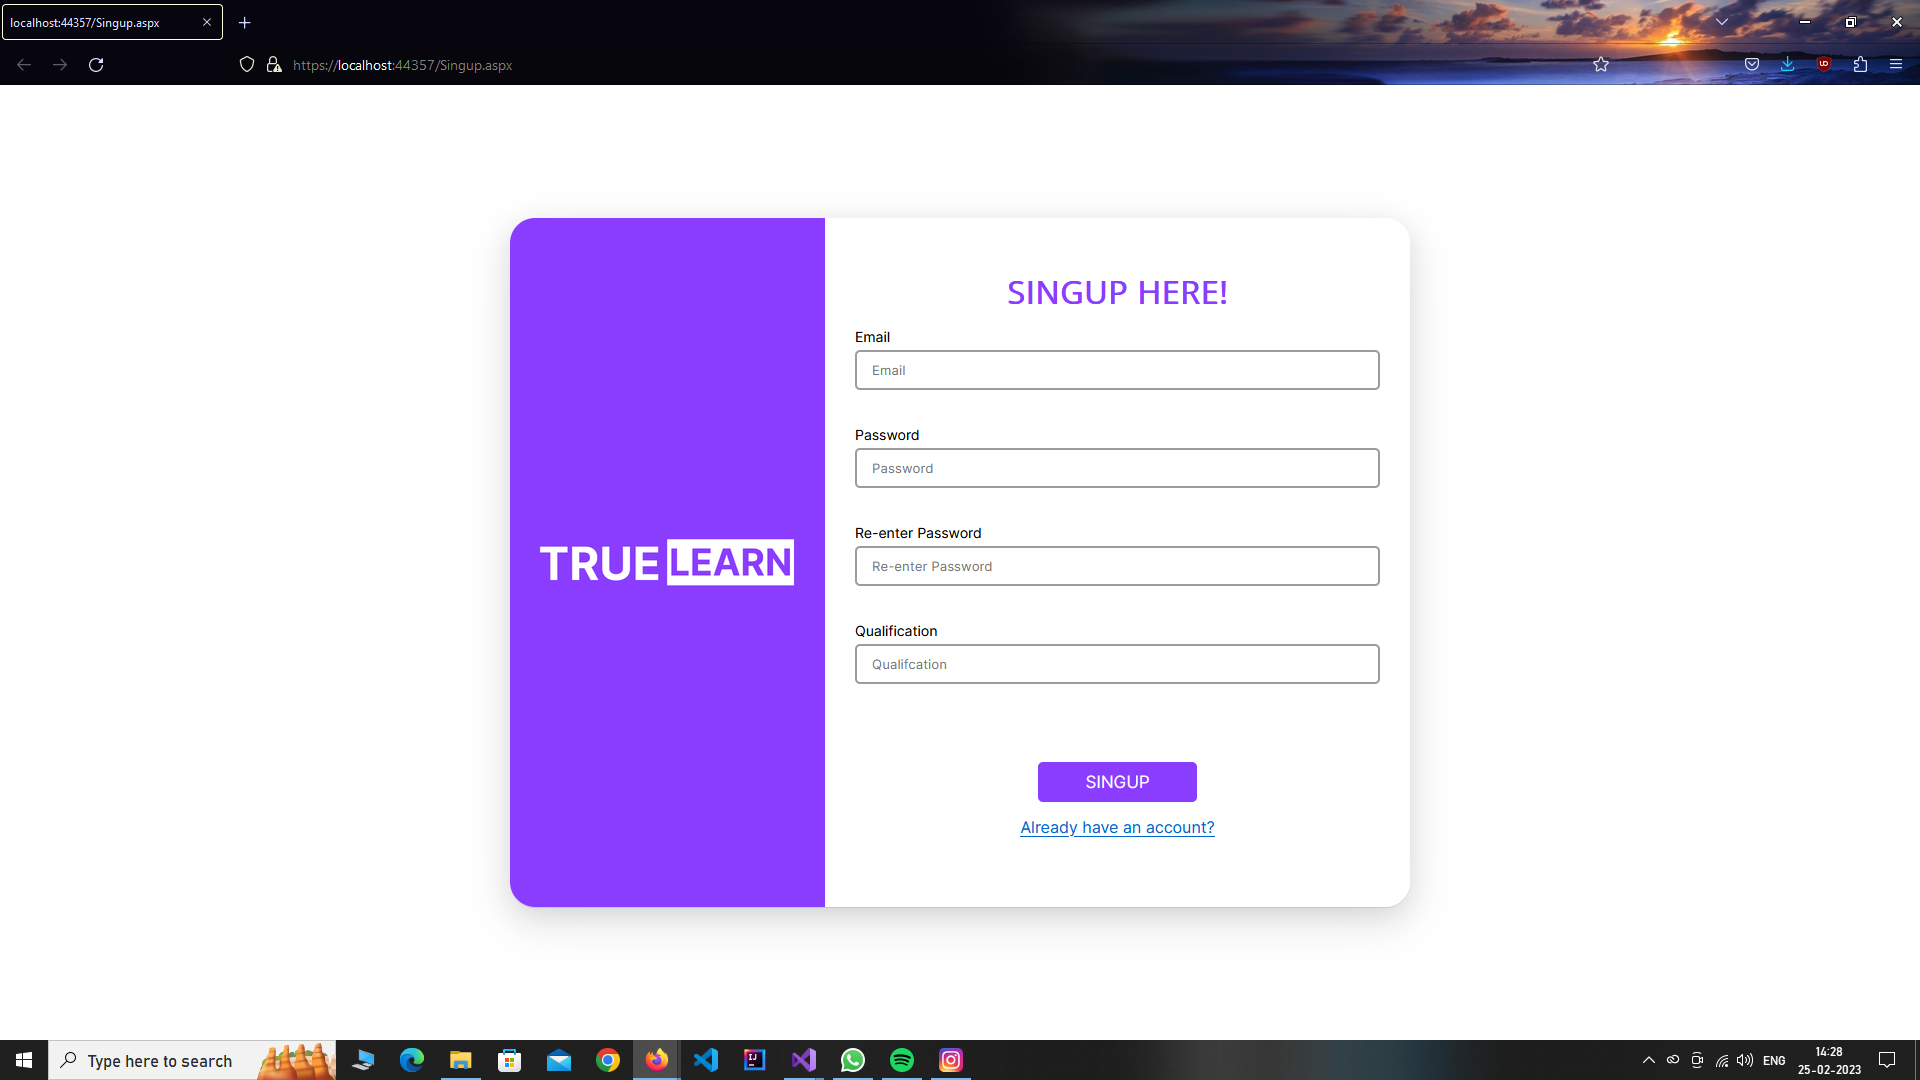 localhost:44357/Singup.aspx
https://localhost:44357/Singup.aspx
SINGUP HERE!
Email
Email
Password
Password
Re-enter Password
Re-enter Password
Qualification
Qualifcation
TRUE LEARN
SINGUP
Already have an account?
Type here to search
ENG
14:28
25-02-2023